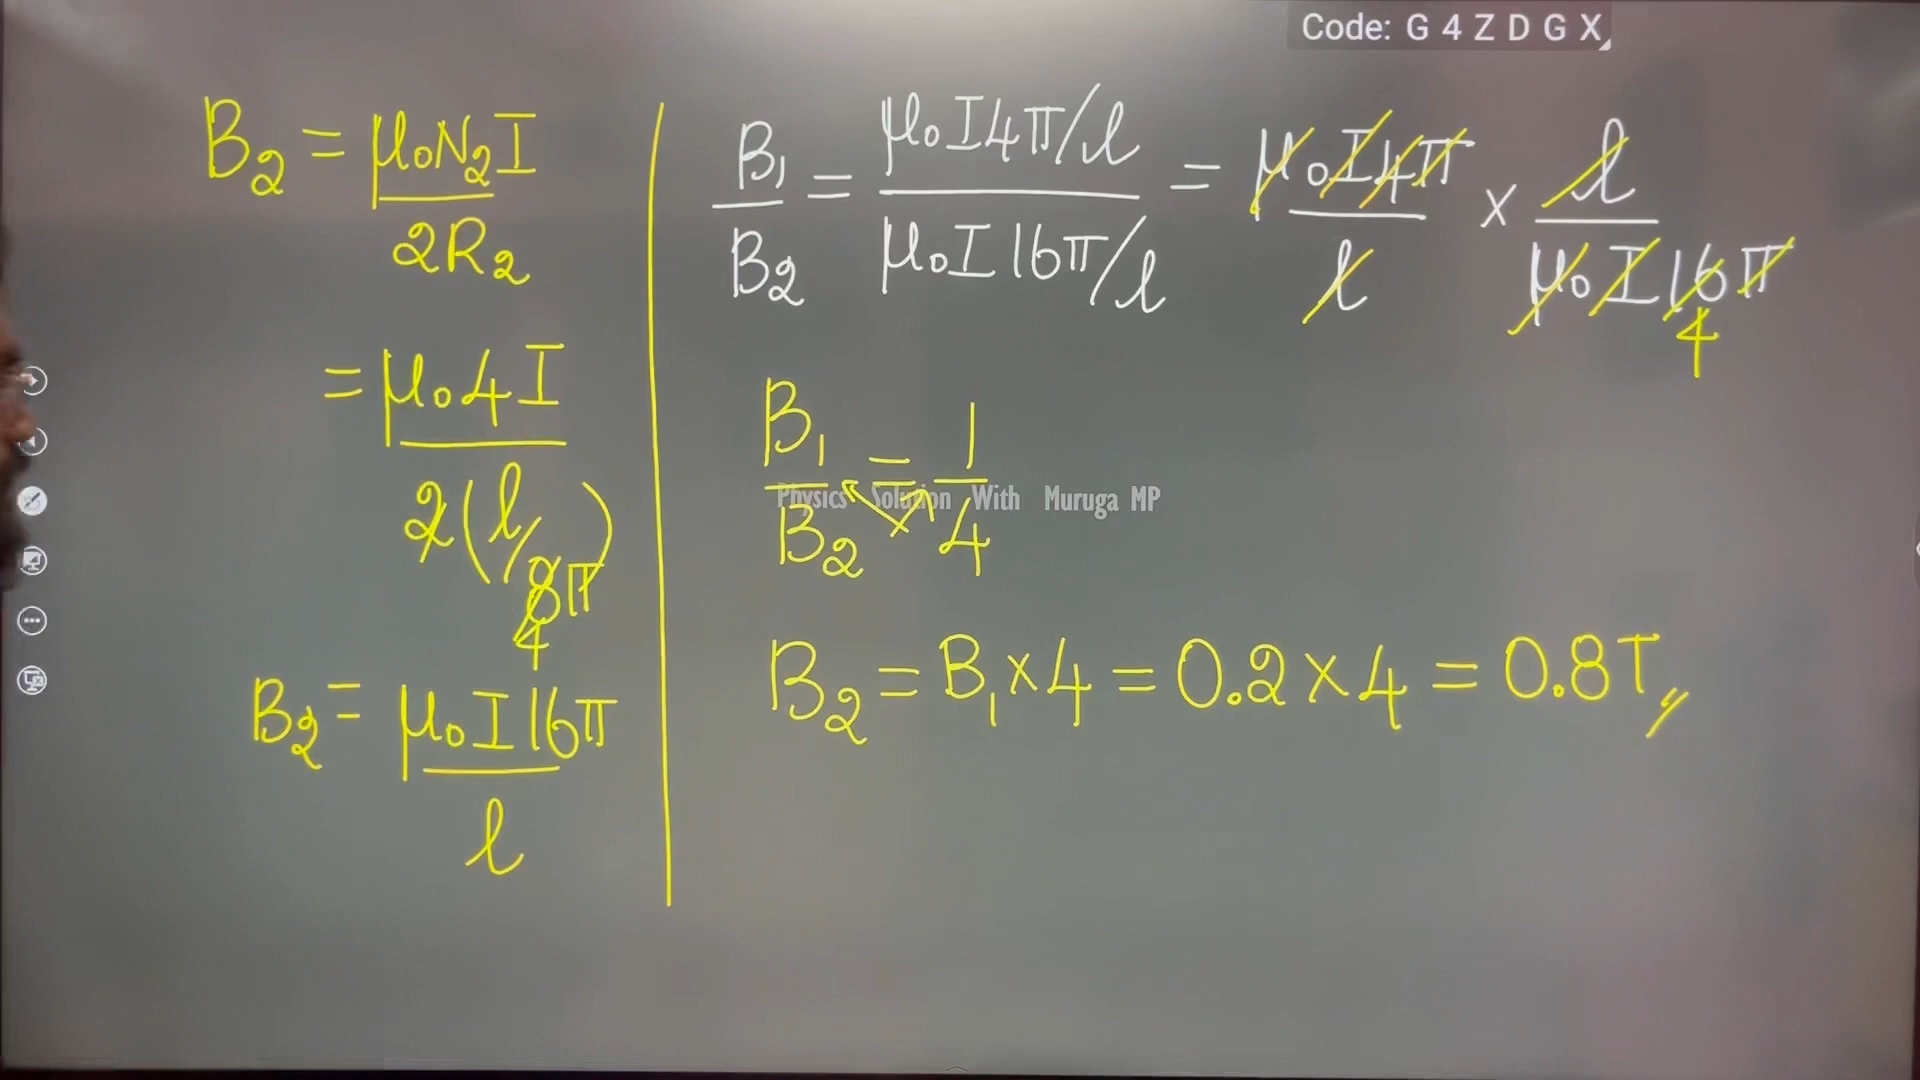 Code: G 4 Z D G X
B₂ = μ₀N₂I / 2R₂
= μ₀4I / 2(l/8π)
4
B₂ = μ₀I16π / l
B₁/B₂ = (μ₀I4π/l) / (μ₀I16π/l) = μ₀I4π / l × l / μ₀I16π
4
B₁/B₂ = 1/4
Physics Solution With Muruga MP
B₂ = B₁×4 = 0.2×4 = 0.8T